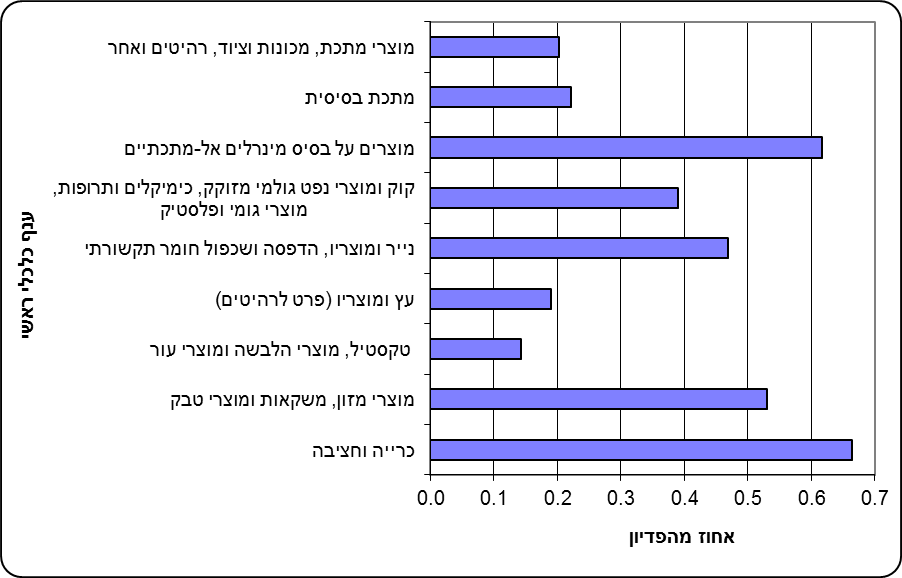 מוצרי מתכת, מכונות וציוד, רהיטים ואחר
מתכת בסיסית
מוצרים על בסיס מינרלים אל-מתכתיים
קוק ומוצרי נפט גולמי מזוקק, כימיקלים ותרופות,
מוצרי גומי ופלסטיק
נייר ומוצריו, הדפסה ושכפול חומר תקשורתי
עץ ומוצריו (פרט לרהיטים)
טקסטיל, מוצרי הלבשה ומוצרי עור
מוצרי מזון, משקאות ומוצרי טבק
כרייה וחציבה
ענף כלכלי ראשי
0.0 0.1 0.2 0.3 0.4 0.5 0.6 0.7
אחוז מהפדיון